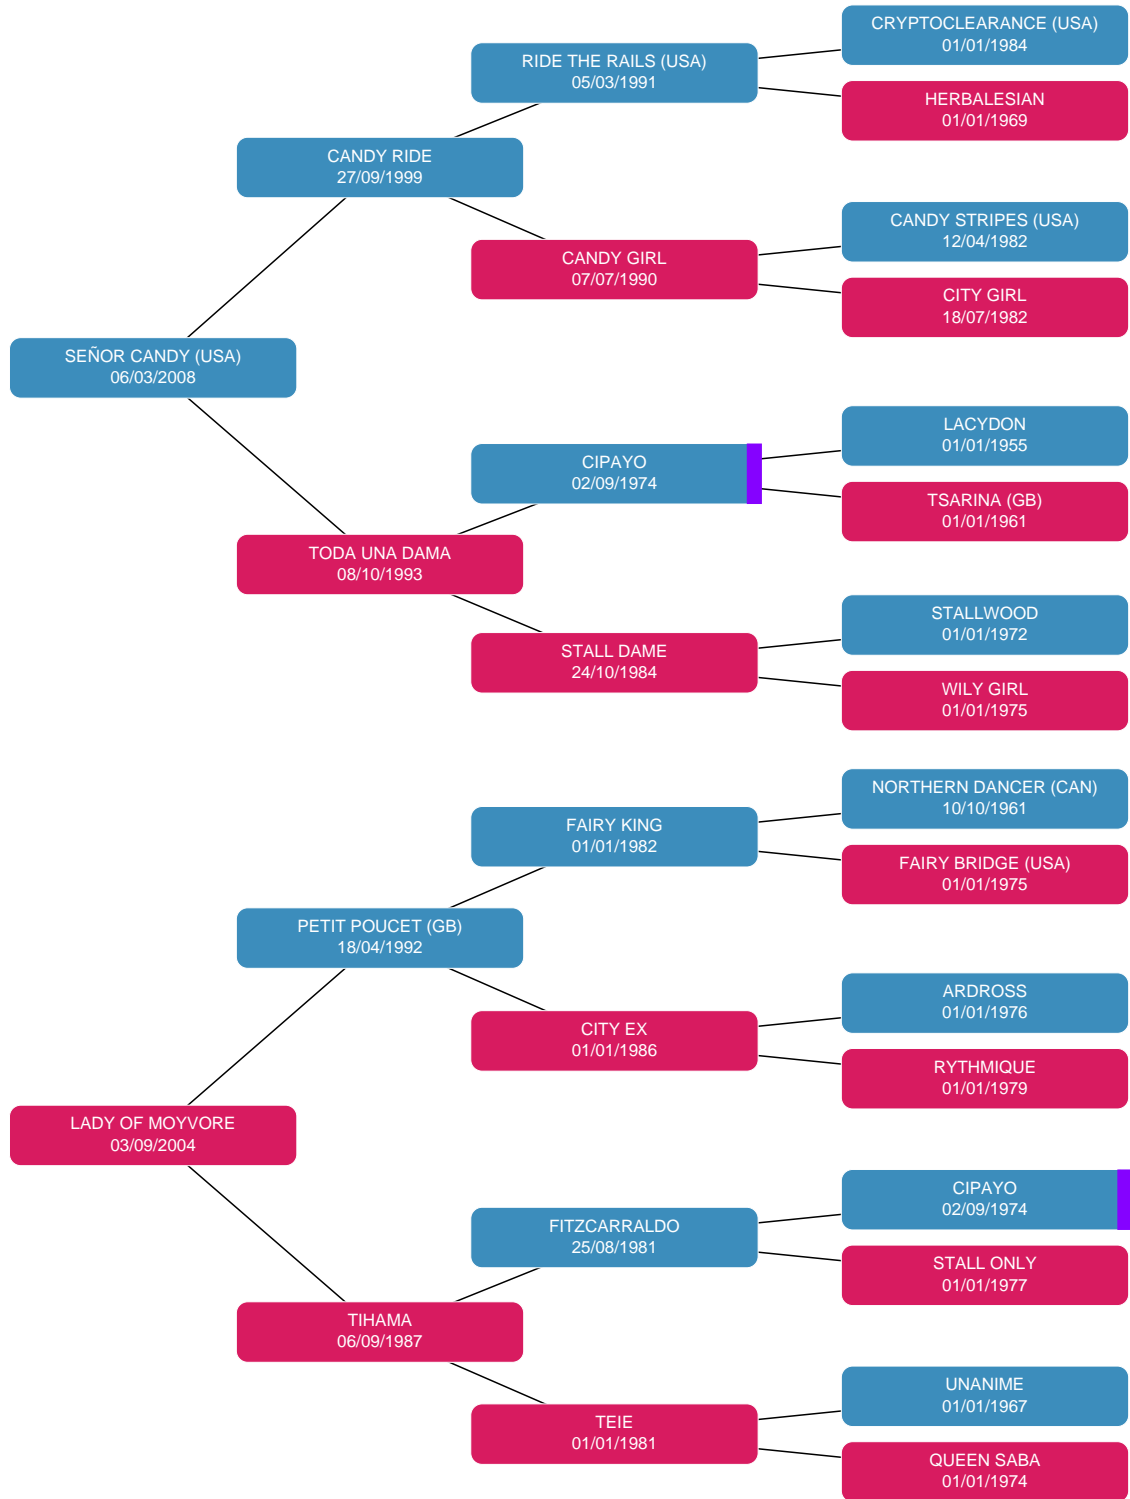 CRYPTOCLEARANCE (USA)
01/01/1984
RIDE THE RAILS (USA)
05/03/1991
HERBALESIAN
01/01/1969
CANDY RIDE
27/09/1999
CANDY STRIPES (USA)
12/04/1982
CANDY GIRL
07/07/1990
CITY GIRL
18/07/1982
SEÑOR CANDY (USA)
06/03/2008
LACYDON
01/01/1955
CIPAYO
02/09/1974
TSARINA (GB)
01/01/1961
TODA UNA DAMA
08/10/1993
STALLWOOD
01/01/1972
STALL DAME
24/10/1984
WILY GIRL
01/01/1975
NORTHERN DANCER (CAN)
10/10/1961
FAIRY KING
01/01/1982
FAIRY BRIDGE (USA)
01/01/1975
PETIT POUCET (GB)
18/04/1992
ARDROSS
01/01/1976
CITY EX
01/01/1986
RYTHMIQUE
01/01/1979
LADY OF MOYVORE
03/09/2004
CIPAYO
02/09/1974
FITZCARRALDO
25/08/1981
STALL ONLY
01/01/1977
TIHAMA
06/09/1987
UNANIME
01/01/1967
TEIE
01/01/1981
QUEEN SABA
01/01/1974